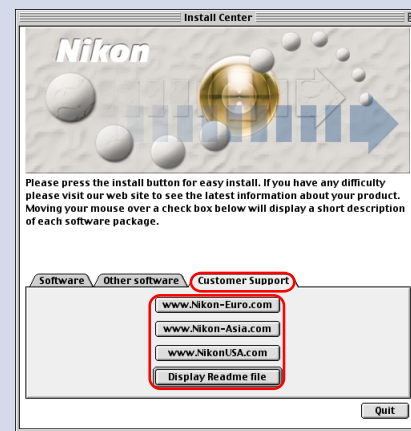 Install Center
Nikon
Please press the install button for easy install. If you have any difficulty
please visit our web site to see the latest information about your product.
Moving your mouse over a check box below will display a short description
of each software package.
Software Other software Customer Support
www.Nikon-Euro.com
www.Nikon-Asia.com
www.NikonUSA.com
Display Readme file
Quit